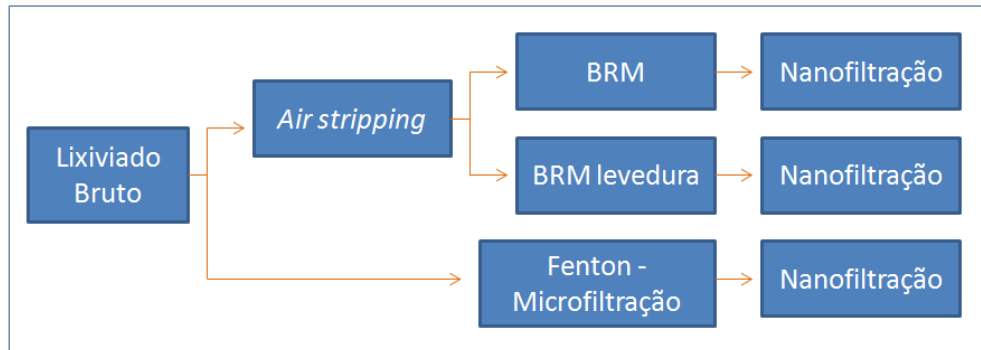 BRM
Nanofiltração
Air stripping
Lixiviado
Bruto
BRM levedura
Nanofiltração
Fenton -
Microfiltração
Nanofiltração